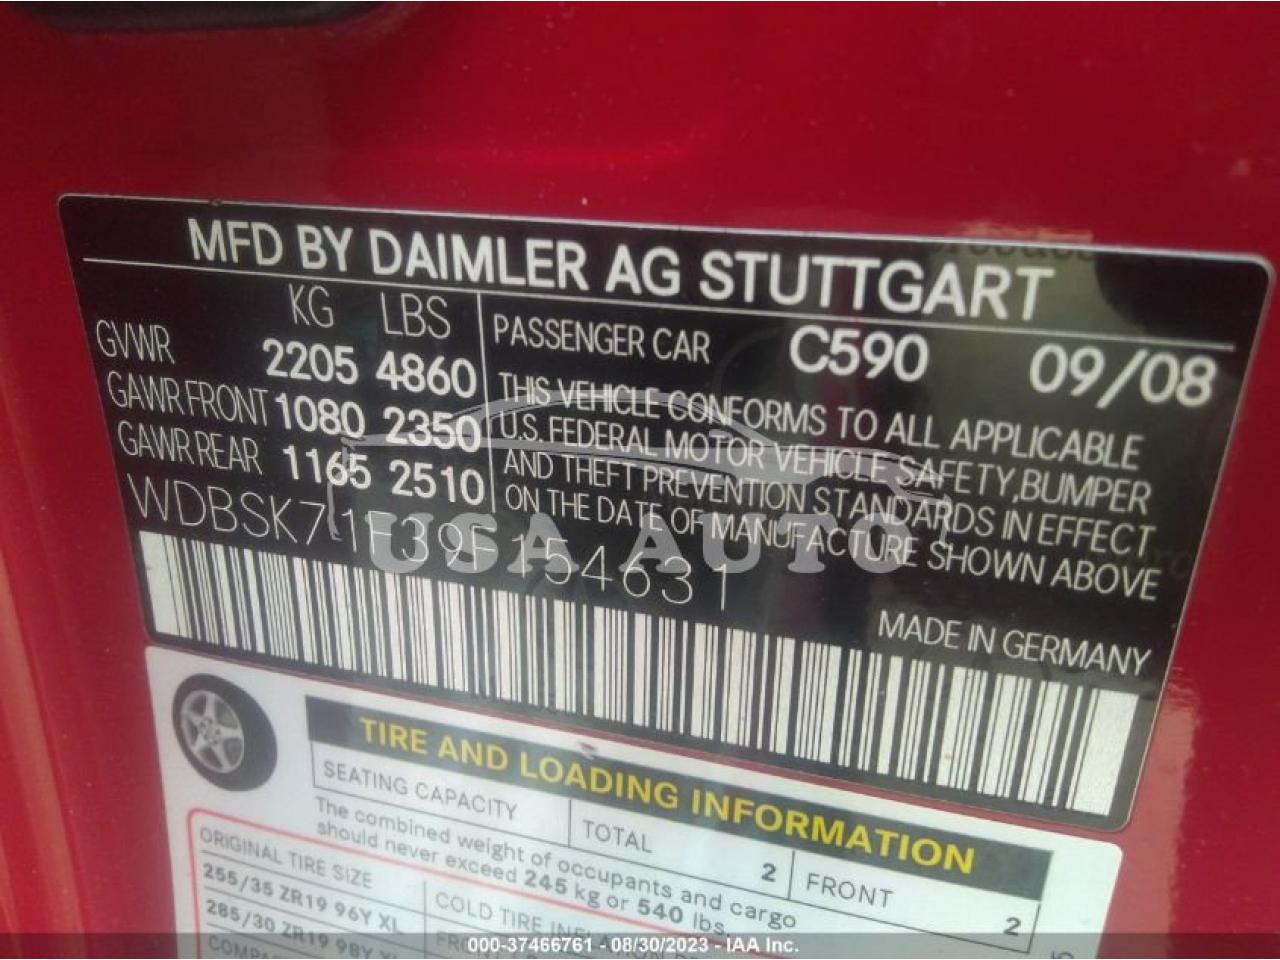 MFD BY DAIMLER AG STUTTGART
KG LBS
GVWR 2205 4860
GAWR FRONT 1080 2350
GAWR REAR 1165 2510
PASSENGER CAR C590 09/08
THIS VEHICLE CONFORMS TO ALL APPLICABLE
U.S. FEDERAL MOTOR VEHICLE SAFETY,BUMPER
AND THEFT PREVENTION STANDARDS IN EFFECT
ON THE DATE OF MANUFACTURE SHOWN ABOVE
WDBSK71F39F154631
USA AUTO
MADE IN GERMANY
TIRE AND LOADING INFORMATION
SEATING CAPACITY
TOTAL 2
FRONT 2
The combined weight of occupants and cargo
should never exceed 245 kg or 540 lbs.
ORIGINAL TIRE SIZE
255/35 ZR19 96Y XL
285/30 ZR19 98Y XL
COLD TIRE
000-37466761 - 08/30/2023 - IAA Inc.